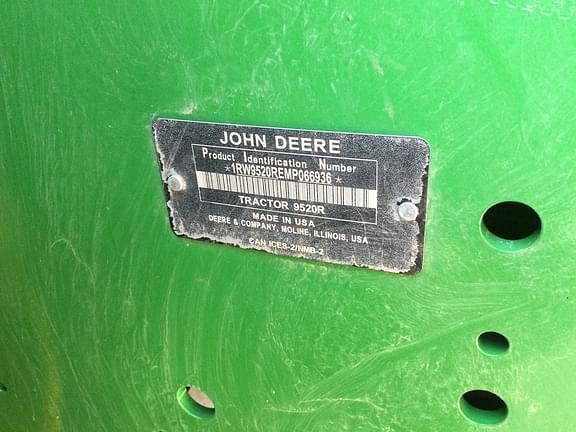 JOHN DEERE
Product Identification Number
*1RW9520REMP066936*
TRACTOR 9520R
MADE IN USA
DEERE & COMPANY, MOLINE, ILLINOIS, USA
CAN ICES-2/NMB-2